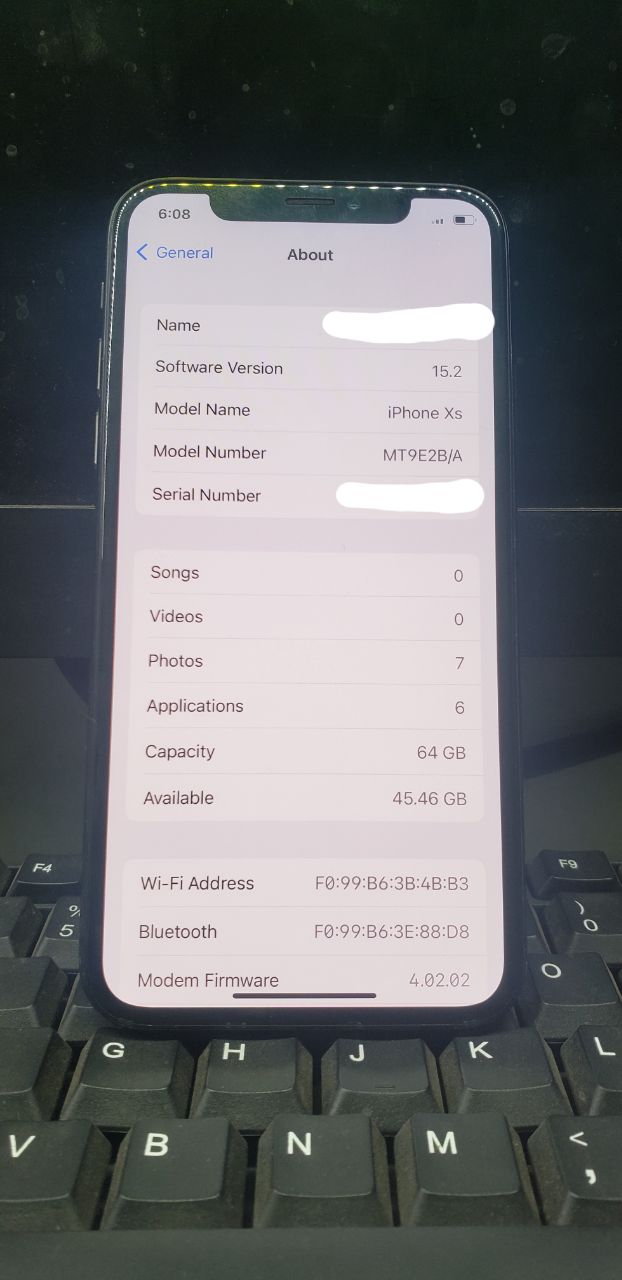 6:08
General
About
Name
Software Version 15.2
Model Name iPhone Xs
Model Number MT9E2B/A
Serial Number
Songs 0
Videos 0
Photos 7
Applications 6
Capacity 64 GB
Available 45.46 GB
Wi-Fi Address F0:99:B6:3B:4B:B3
Bluetooth F0:99:B6:3E:88:D8
Modem Firmware 4.02.02
F4 F9
% 5 ) 0
O
G H J K L
V B N M < ,